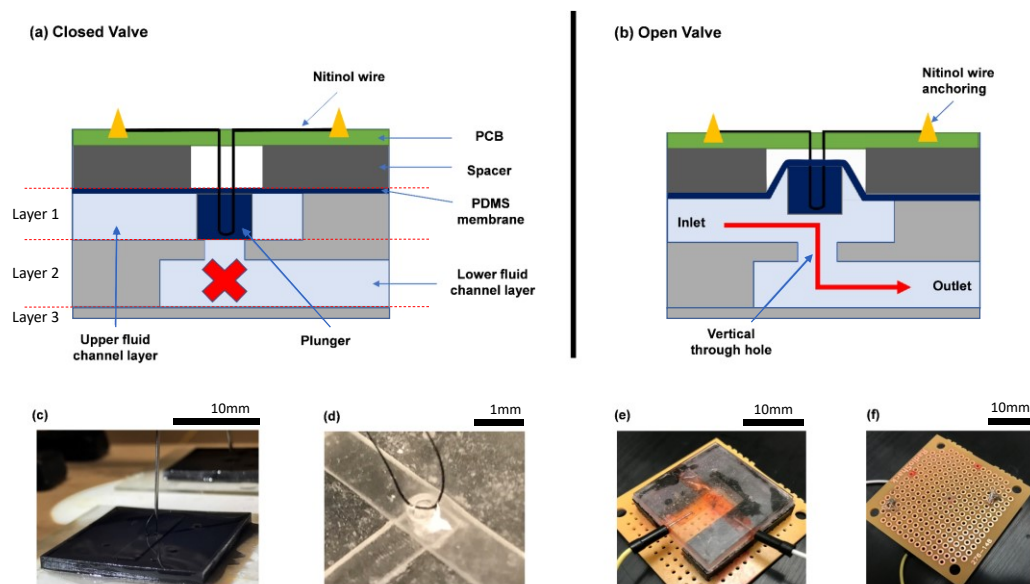 (a) Closed Valve
(b) Open Valve
Nitinol wire
PCB
Spacer
PDMS
membrane
Layer 1
Layer 2
Lower fluid
channel layer
Layer 3
Upper fluid
channel layer
Plunger
Nitinol wire
anchoring
Inlet
Outlet
Vertical
through hole
(c)
10mm
(d)
1mm
(e)
10mm
(f)
10mm